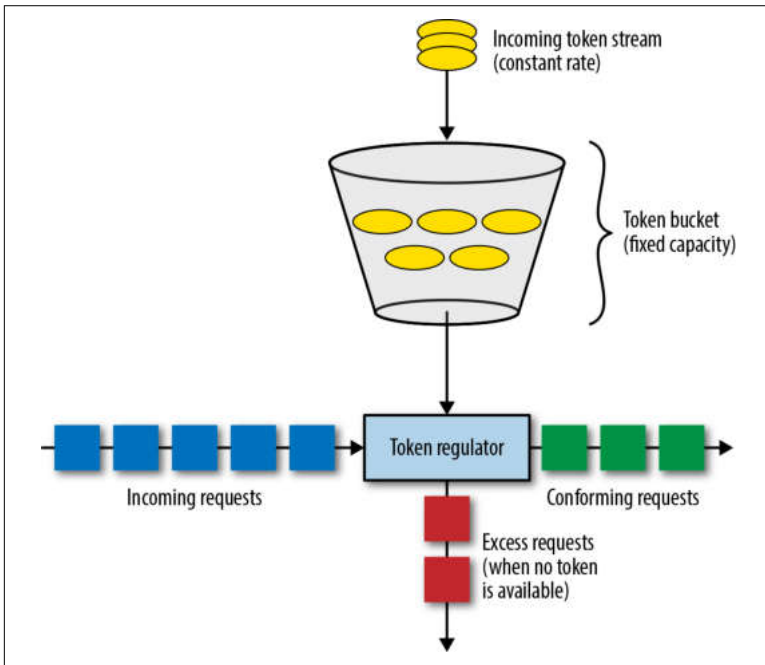 Incoming token stream
(constant rate)
Token bucket
(fixed capacity)
Token regulator
Incoming requests
Conforming requests
Excess requests
(when no token
is available)